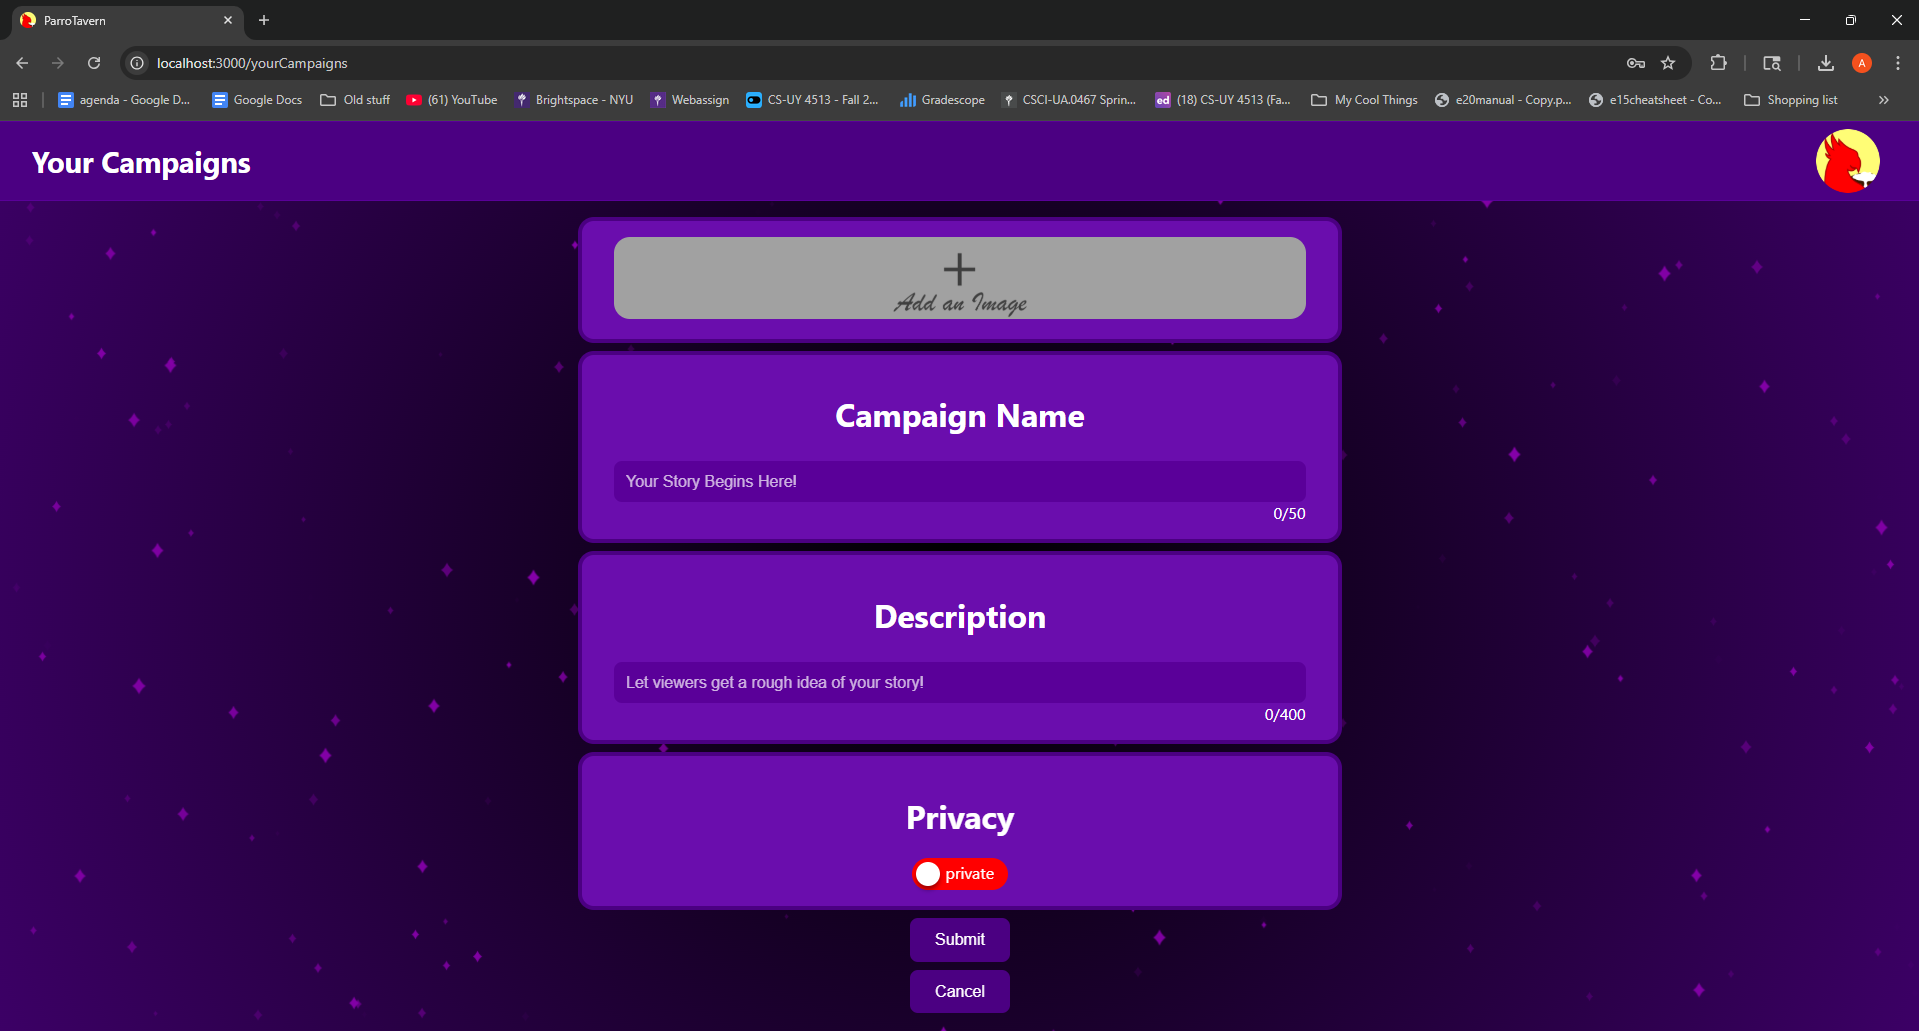 ParroTavern
localhost:3000/yourCampaigns
A
agenda - Google D...
Google Docs
Old stuff
(61) YouTube
Brightspace - NYU
Webassign
CS-UY 4513 - Fall 2...
Gradescope
CSCI-UA.0467 Sprin...
ed
(18) CS-UY 4513 (Fa...
My Cool Things
e20manual - Copy.p...
e15cheatsheet - Co...
Shopping list
Your Campaigns
Add an Image
Campaign Name
Your Story Begins Here!
0/50
Description
Let viewers get a rough idea of your story!
0/400
Privacy
private
Submit
Cancel